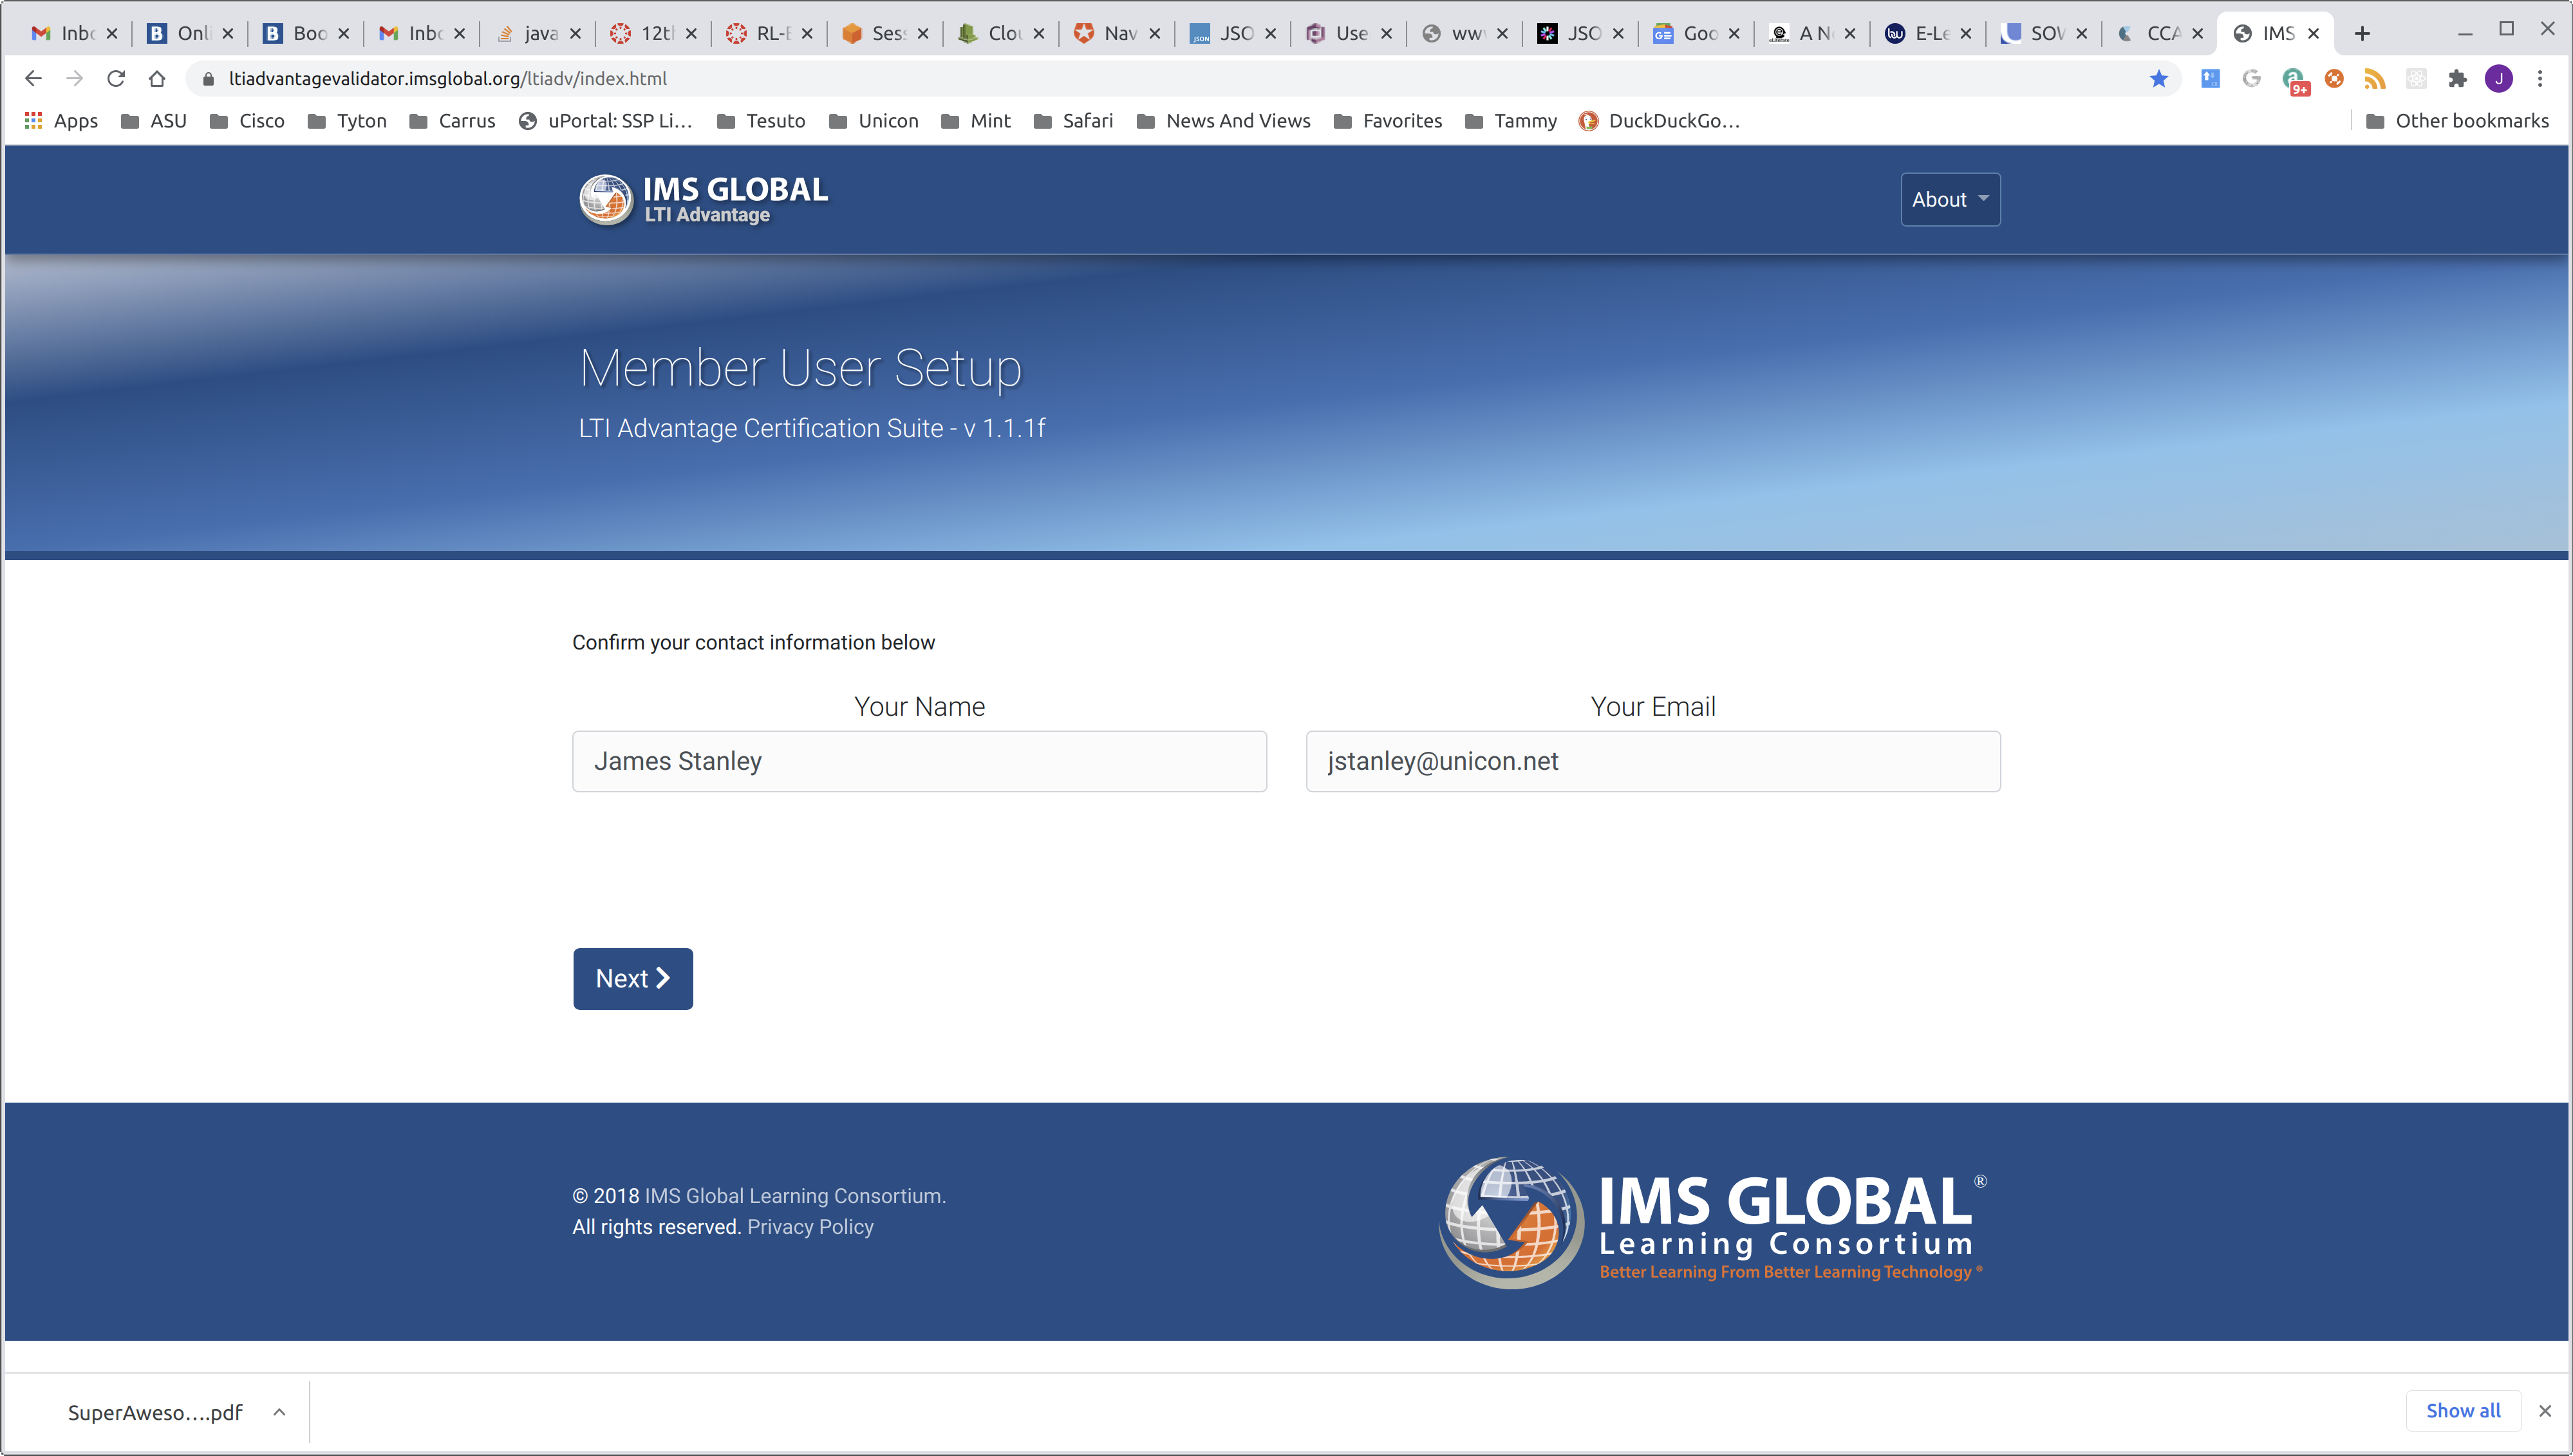 Inbc Onli Boo Inbc java 12th RL-E Sess Clou Nav JSO Use ww JSO Goo A N E-Le SOW CCA IMS
ltiadvantagevalidator.imsglobal.org/ltiadv/index.html
9+ J
Apps ASU Cisco Tyton Carrus uPortal: SSP Li... Tesuto Unicon Mint Safari News And Views Favorites Tammy DuckDuckGo... Other bookmarks
IMS GLOBAL
LTI Advantage
About
Member User Setup
LTI Advantage Certification Suite - v 1.1.1f
Confirm your contact information below
Your Name Your Email
James Stanley jstanley@unicon.net
Next
© 2018 IMS Global Learning Consortium.
All rights reserved. Privacy Policy
IMS GLOBAL®
Learning Consortium
Better Learning From Better Learning Technology ®
SuperAweso....pdf
Show all